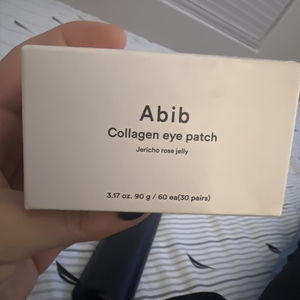 Abib
Collagen eye patch
Jericho rose jelly
3.17 oz. 90 g / 60 ea(30 pairs)